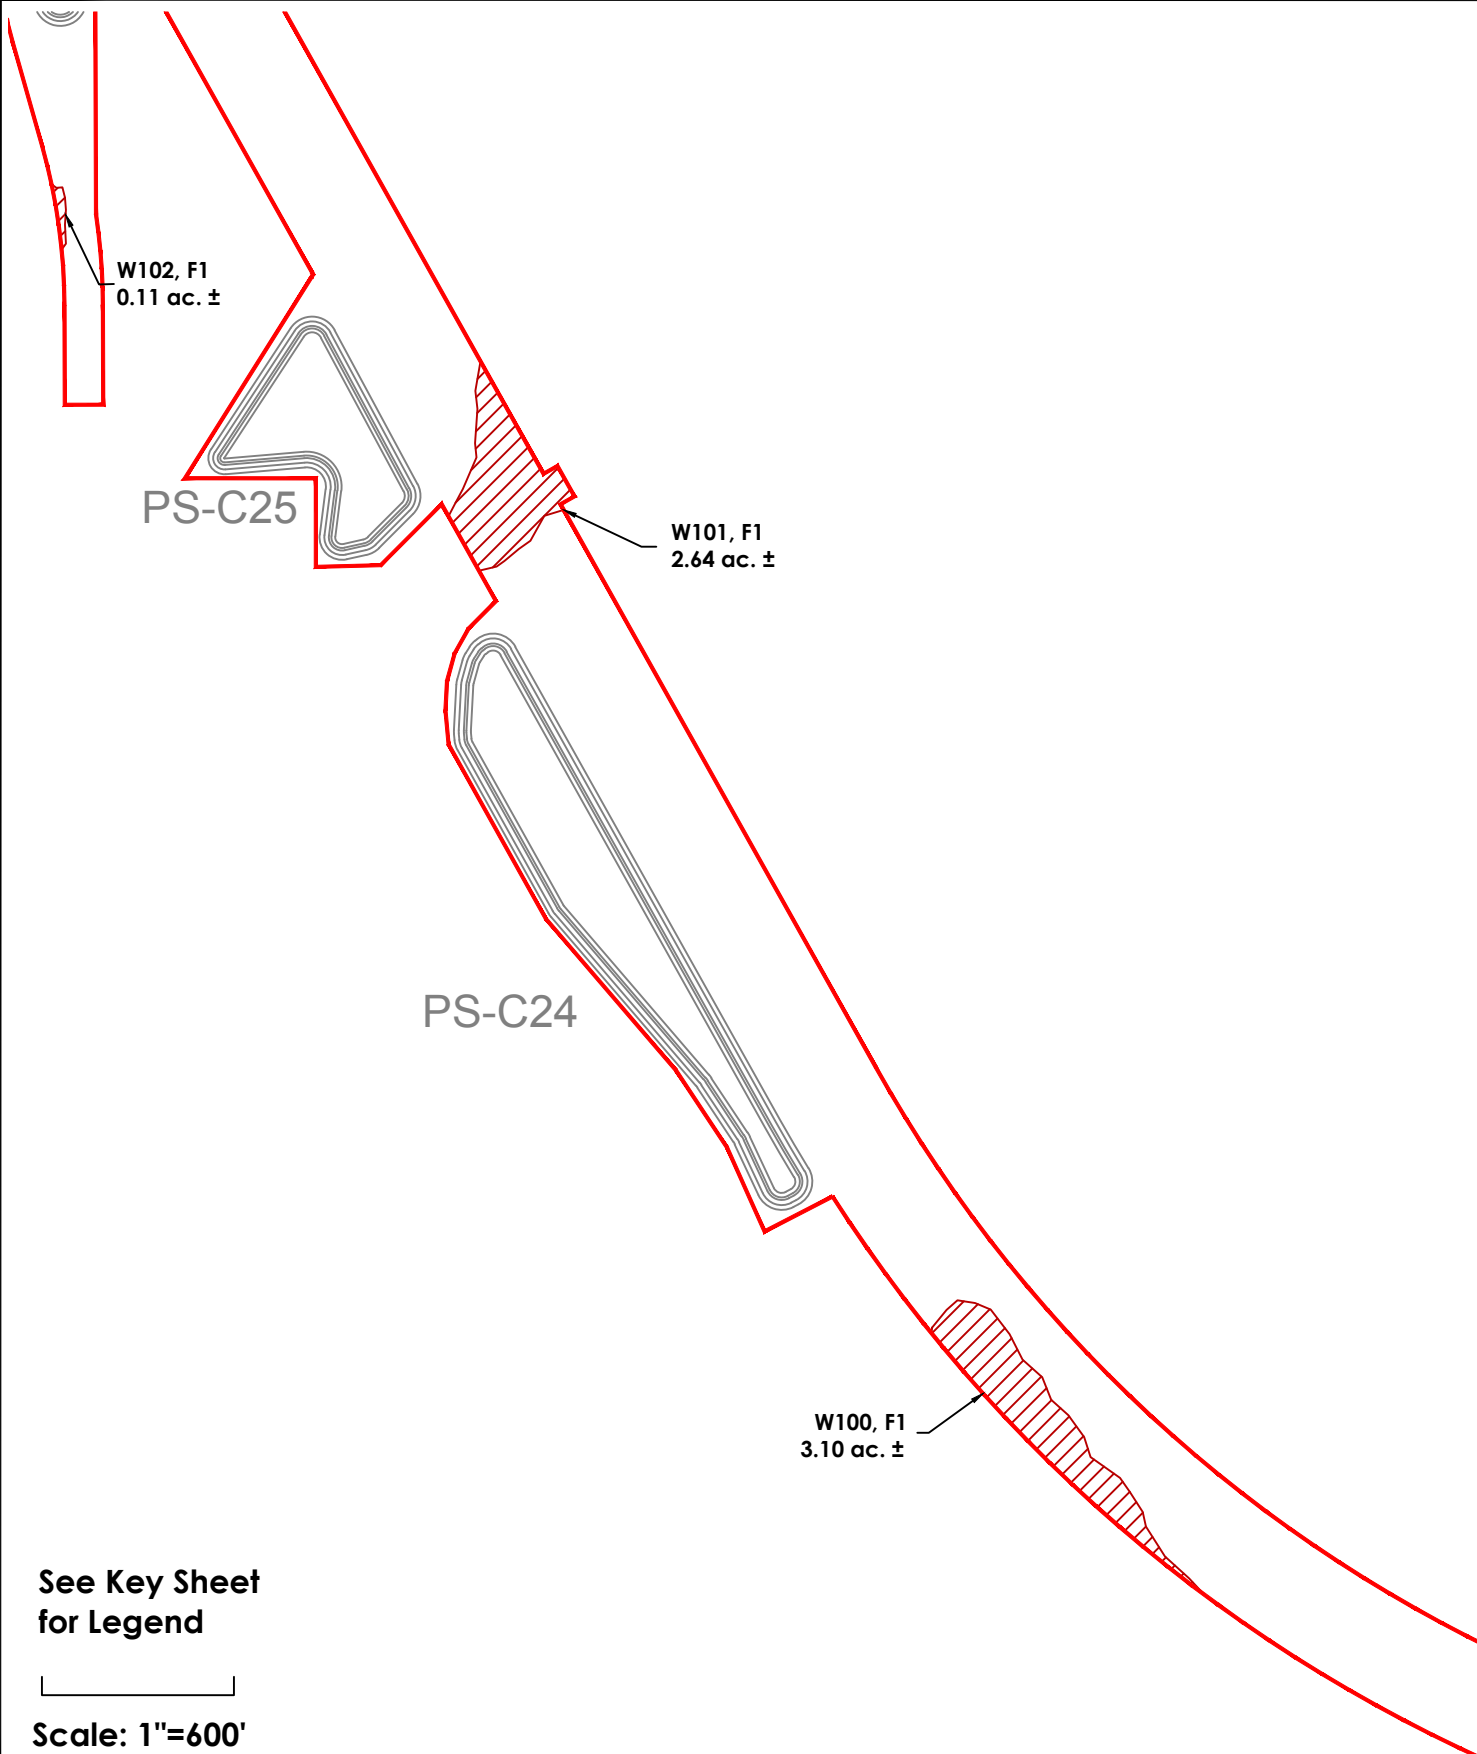 W102, F1
0.11 ac. ±
PS-C25
W101, F1
2.64 ac. ±
PS-C24
W100, F1
3.10 ac. ±
See Key Sheet
for Legend
Scale: 1"=600'